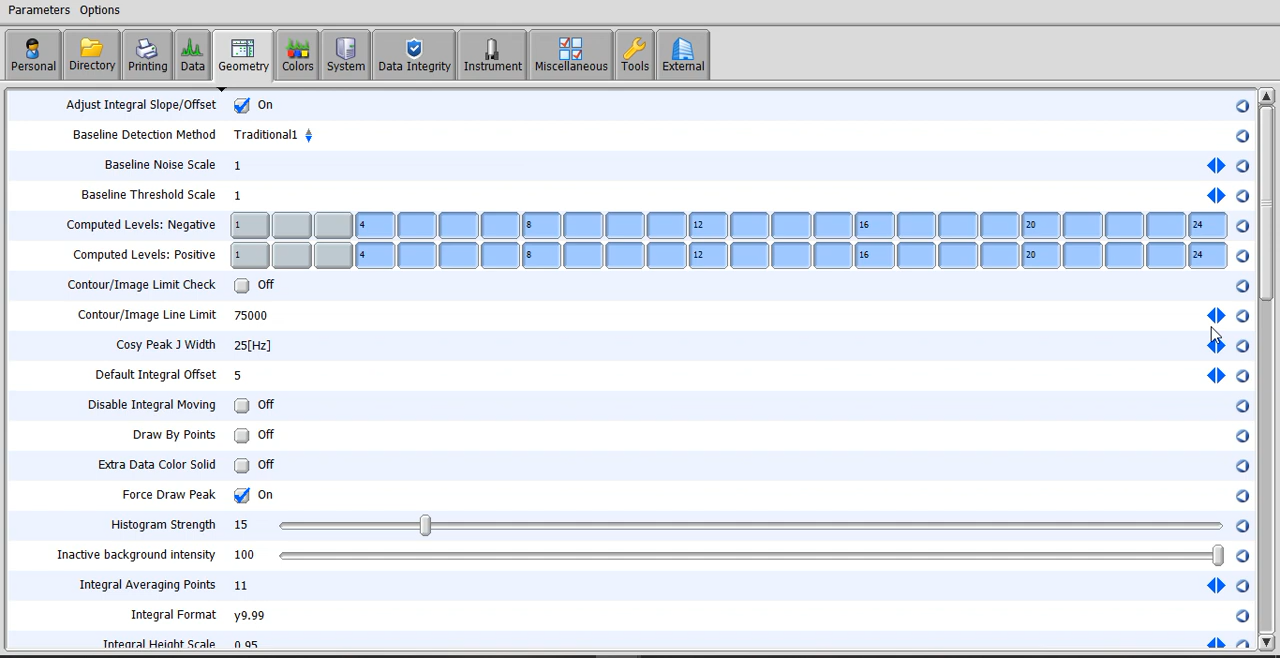 Parameters Options
Personal Directory Printing Data Geometry Colors System Data Integrity Instrument Miscellaneous Tools External
Adjust Integral Slope/Offset On
Baseline Detection Method Traditional1
Baseline Noise Scale 1
Baseline Threshold Scale 1
Computed Levels: Negative 1 4 8 12 16 20 24
Computed Levels: Positive 1 4 8 12 16 20 24
Contour/Image Limit Check Off
Contour/Image Line Limit 75000
Cosy Peak J Width 25[Hz]
Default Integral Offset 5
Disable Integral Moving Off
Draw By Points Off
Extra Data Color Solid Off
Force Draw Peak On
Histogram Strength 15
Inactive background intensity 100
Integral Averaging Points 11
Integral Format y9.99
Integral Height Scale 0.95